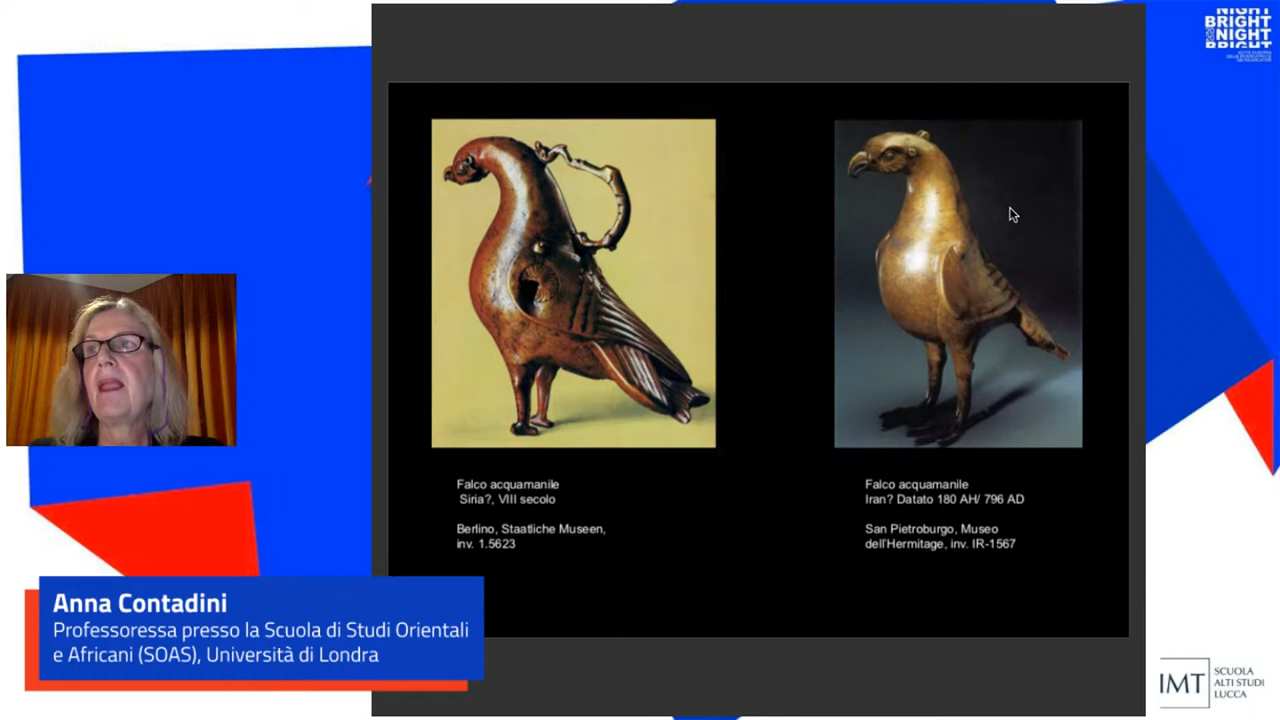 NIGHT
BRIGHT
NIGHT
BRIGHT
Falco acquamanile
Siria?, VIII secolo
Berlino, Staatliche Museen,
inv. 1.5623
Falco acquamanile
Iran? Datato 180 AH/ 796 AD
San Pietroburgo, Museo
dell'Hermitage, inv. IR-1567
Anna Contadini
Professoressa presso la Scuola di Studi Orientali
e Africani (SOAS), Università di Londra
IMT
SCUOLA
ALTI STUDI
LUCCA